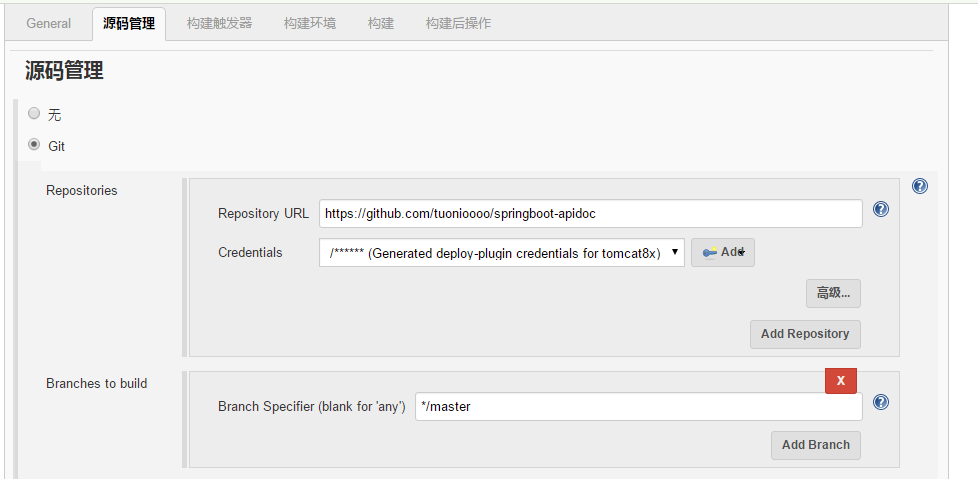 General 源码管理 构建触发器 构建环境 构建 构建后操作
源码管理
无
Git
Repositories
Repository URL https://github.com/tuonioooo/springboot-apidoc
Credentials /****** (Generated deploy-plugin credentials for tomcat8x) Add
高级...
Add Repository
Branches to build
X
Branch Specifier (blank for 'any') */master
Add Branch